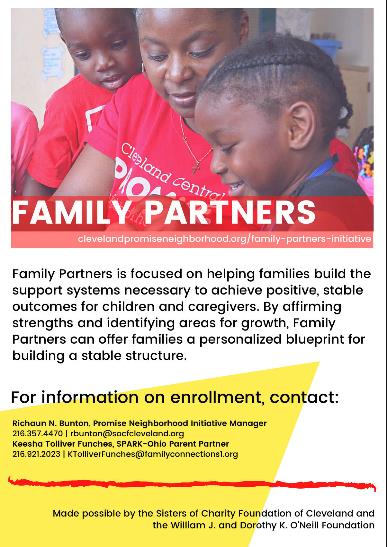 Cleveland Central
PROMISE
FAMILY PARTNERS
clevelandpromiseneighborhood.org/family-partners-initiative
Family Partners is focused on helping families build the
support systems necessary to achieve positive, stable
outcomes for children and caregivers. By affirming
strengths and identifying areas for growth, Family
Partners can offer families a personalized blueprint for
building a stable structure.
For information on enrollment, contact:
Richaun N. Bunton, Promise Neighborhood Initiative Manager
216.357.4470 | rbunton@socfcleveland.org
Keesha Tolliver Funches, SPARK-Ohio Parent Partner
216.921.2023 | KTolliverFunches@familyconnections1.org
Made possible by the Sisters of Charity Foundation of Cleveland and
the William J. and Dorothy K. O'Neill Foundation